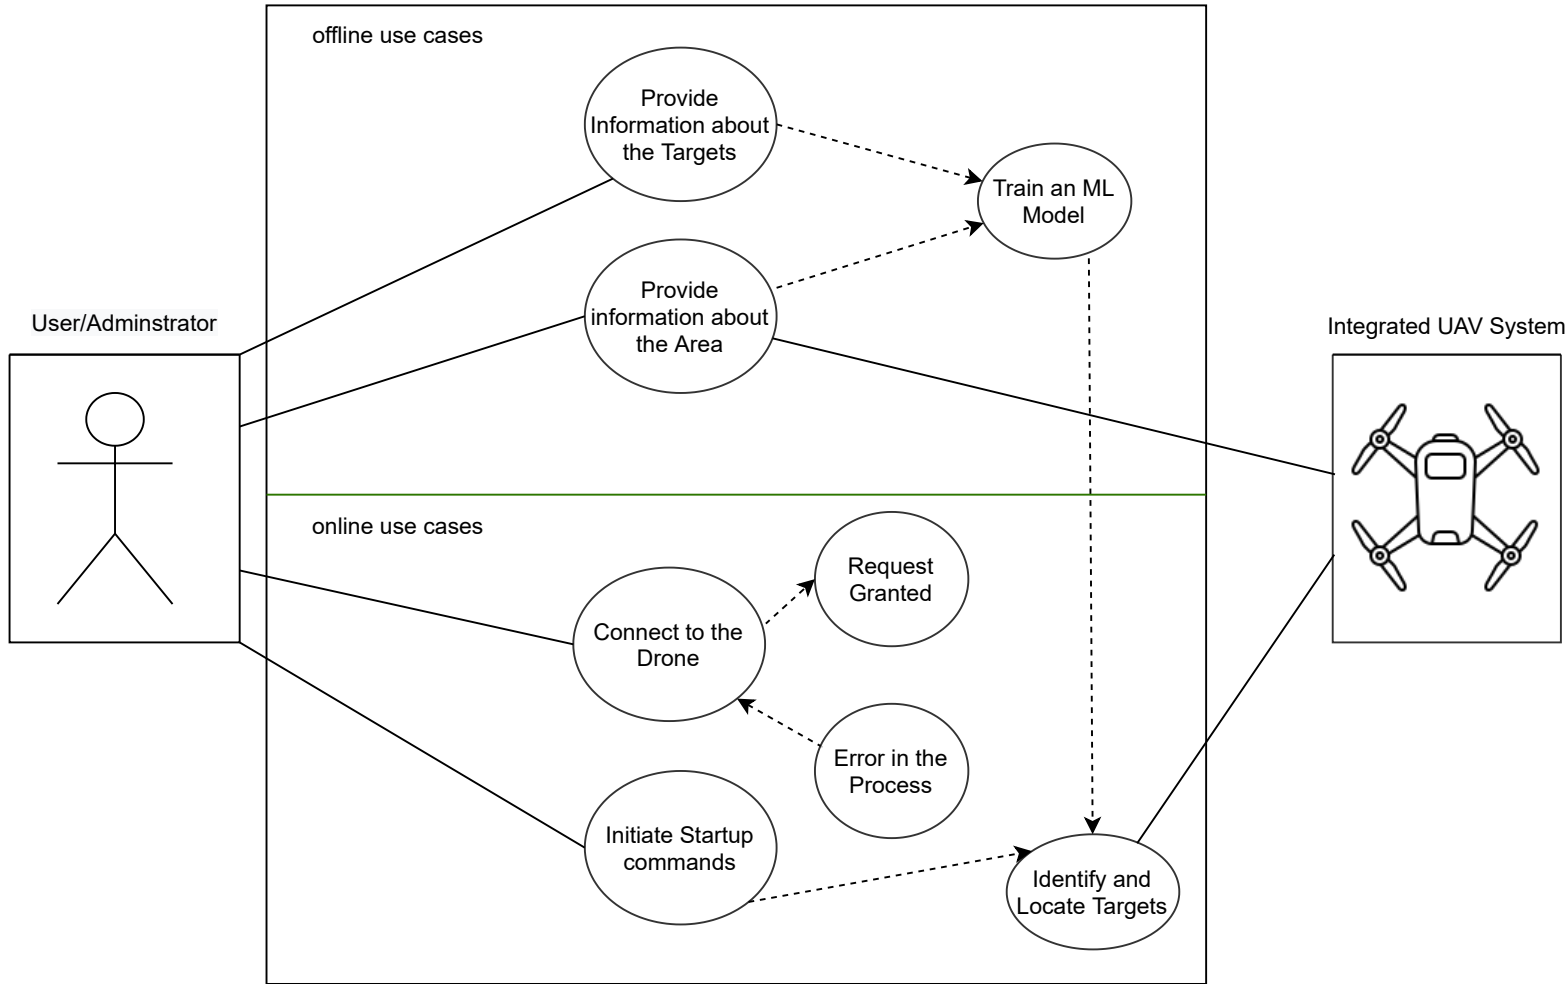 offline use cases
Provide
Information about
the Targets
Train an ML
Model
Provide
information about
the Area
User/Adminstrator
Integrated UAV System
online use cases
Request
Granted
Connect to the
Drone
Error in the
Process
Initiate Startup
commands
Identify and
Locate Targets